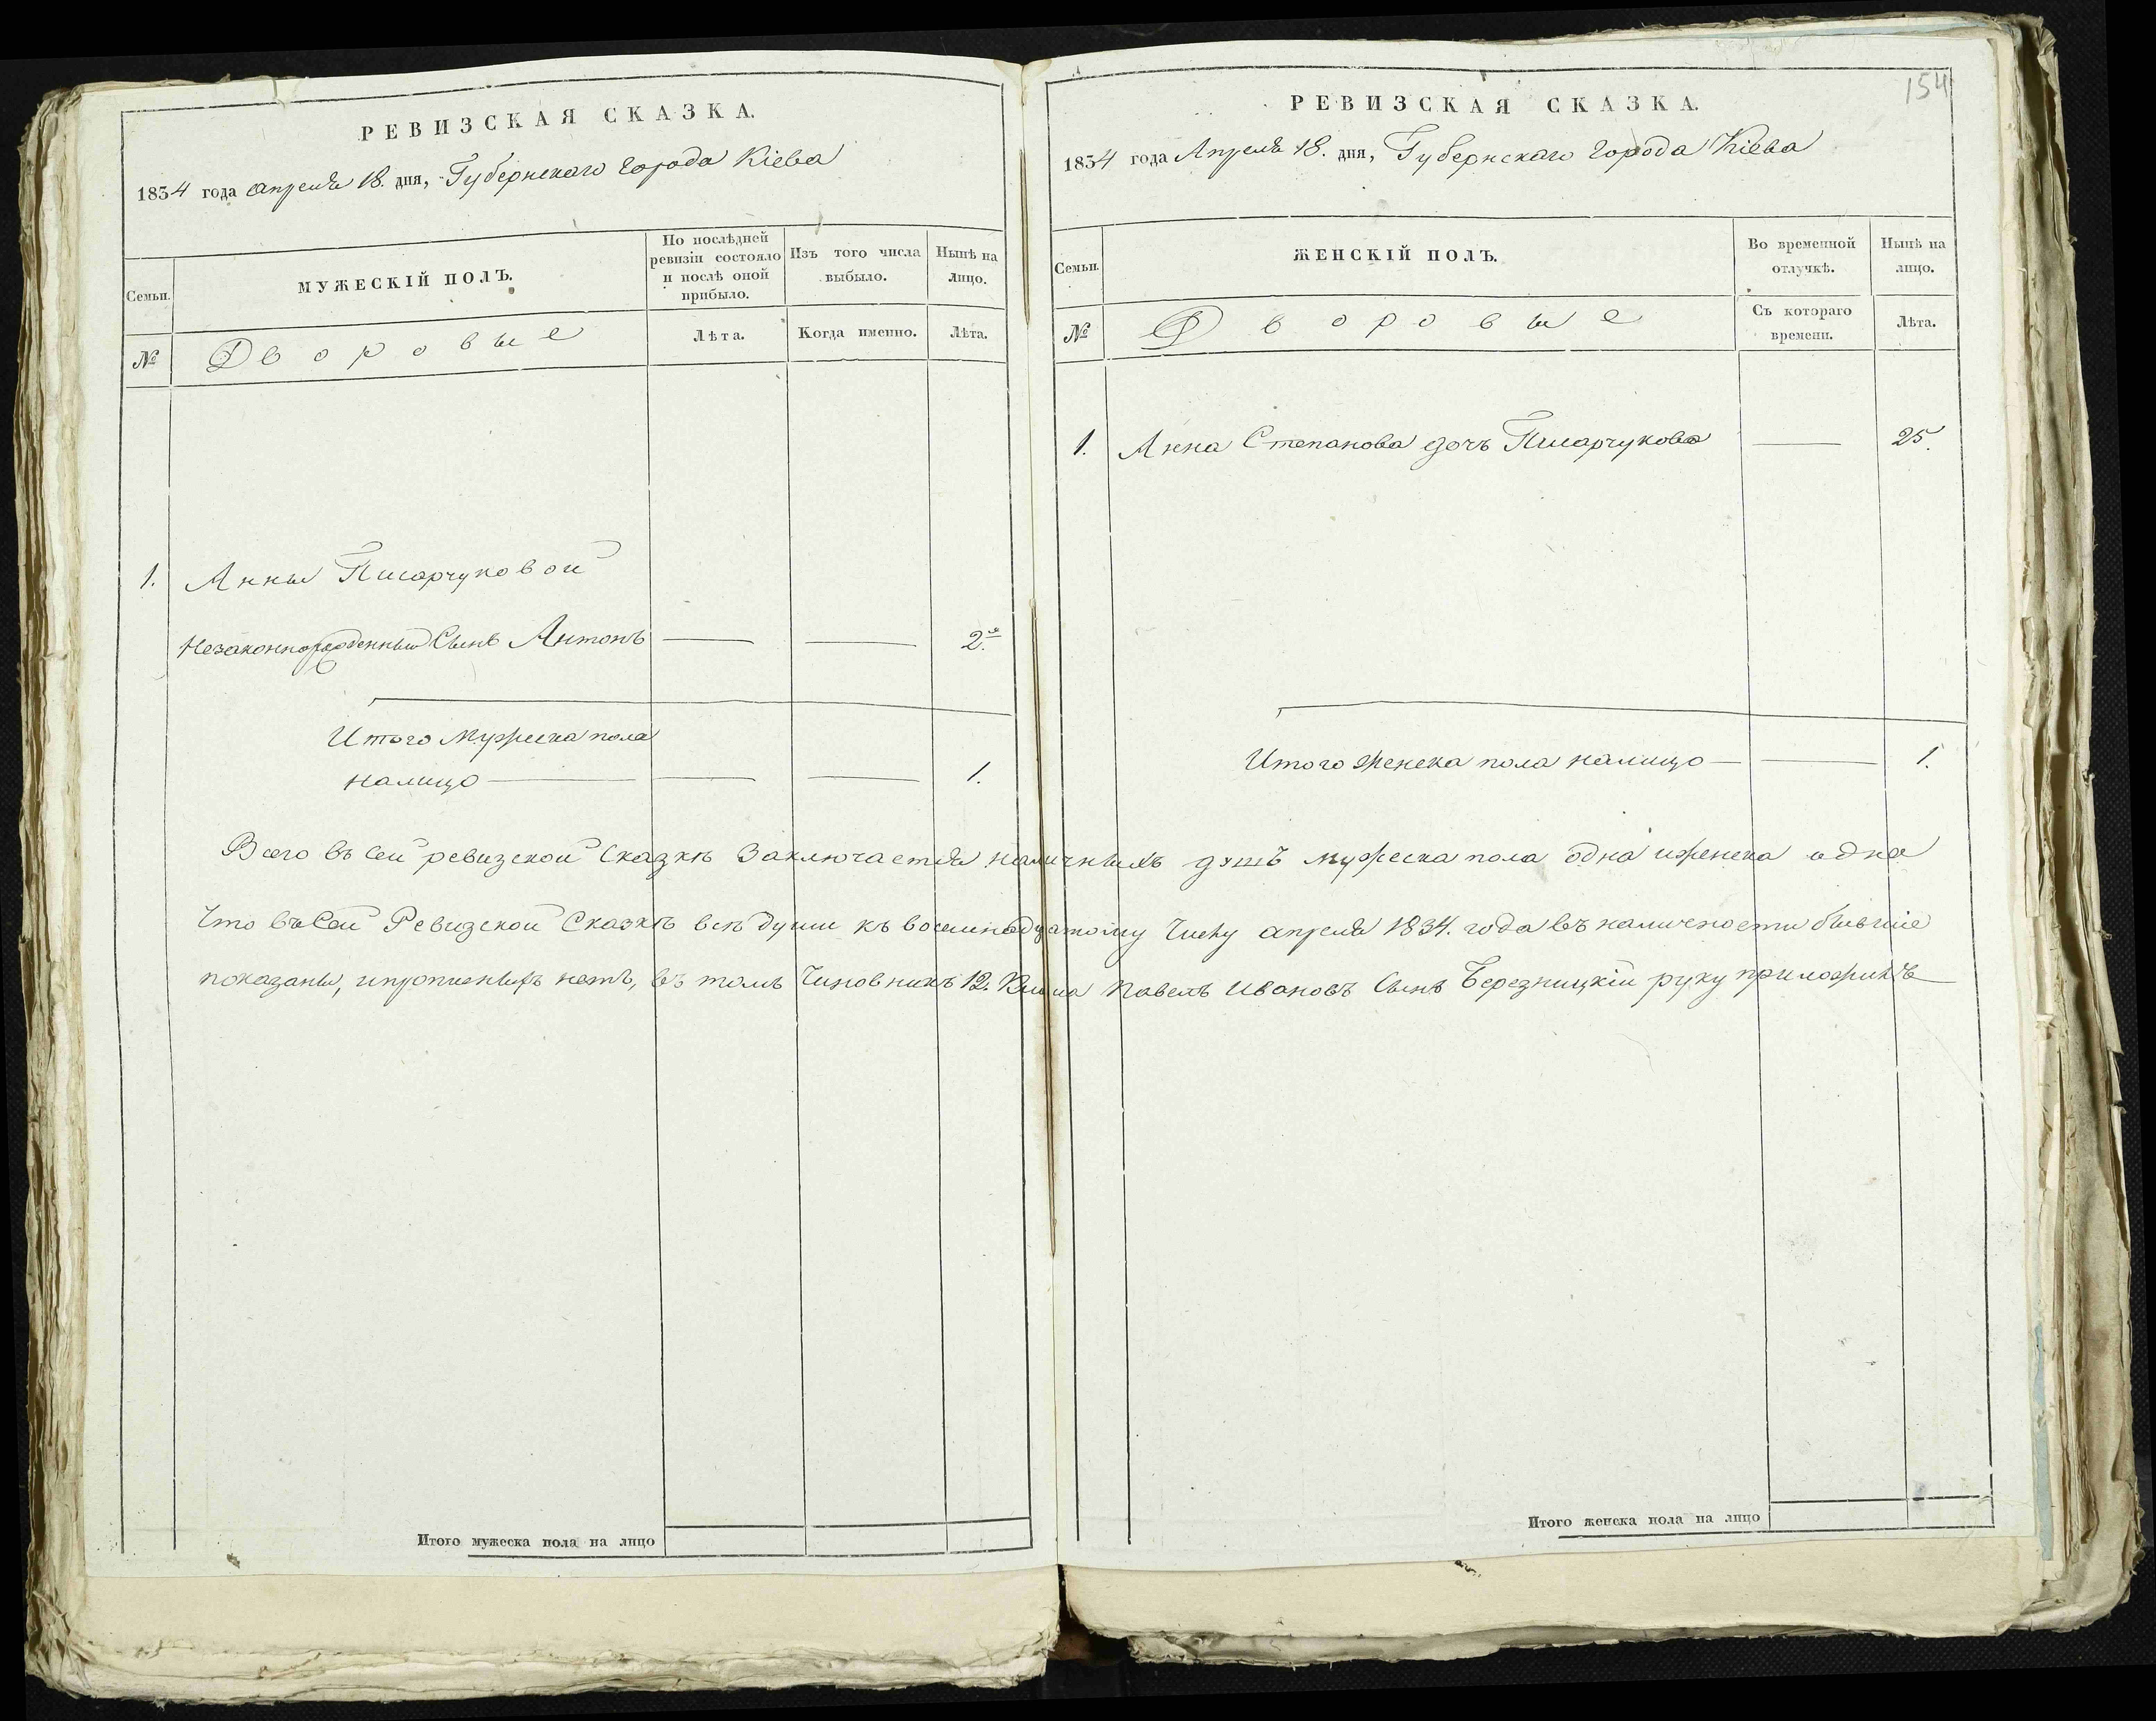 РЕВИЗСКАЯ СКАЗКА.
1834 года апреля 18. дня, Губернскаго города Кіева
Семьи.
МУЖЕСКІЙ ПОЛЪ.
По послѣдней
ревизіи состояло
и послѣ оной
прибыло.
Изъ того числа
выбыло.
Нынѣ на
лицо.
№
Дворовые
Лѣта.
Когда именно.
Лѣта.
1. Анны Писарчуковой
Незаконнорожденный Сынъ Антонъ — — 2.
Итого Мужеска пола
налицо — — — 1.
Итого мужеска пола на лицо
154
РЕВИЗСКАЯ СКАЗКА.
1834 года Апреля 18. дня, Губернскаго города Кіева
Семьи.
ЖЕНСКІЙ ПОЛЪ.
Во временной
отлучкѣ.
Нынѣ на
лицо.
№
Дворовые
Съ котораго
времени.
Лѣта.
1. Анна Степанова дочь Писарчукова — 25.
Итого женска пола налицо — — 1.
Всего въ сей ревизской Сказкѣ Заключается наличныхъ душъ мужеска пола одна и женска одна
Что въ Сей Ревизской Сказкѣ всѣ души къ восемнадцатому Числу апреля 1834. года въ наличности бывшіе
показаны, и прописныхъ нетъ, въ томъ Чиновникъ 12. Класа Павелъ Ивановъ Сынъ Березницкій руку приложилъ
Итого женска пола на лицо